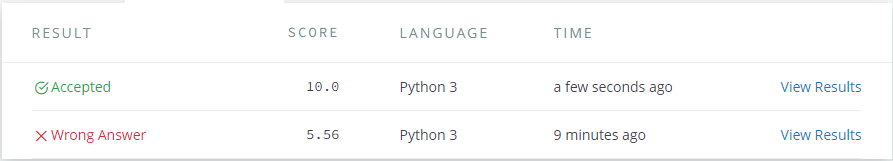 RESULT SCORE LANGUAGE TIME
Accepted 10.0 Python 3 a few seconds ago View Results
Wrong Answer 5.56 Python 3 9 minutes ago View Results